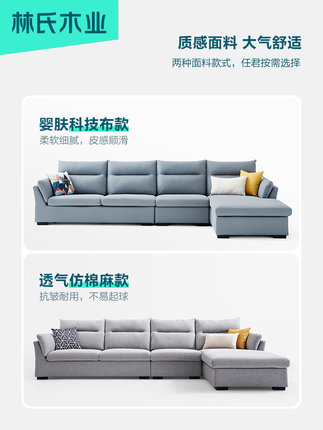 林氏木业
质感面料 大气舒适
两种面料款式，任君按需选择
婴肤科技布款
柔软细腻，皮感顺滑
透气仿棉麻款
抗皱耐用，不易起球